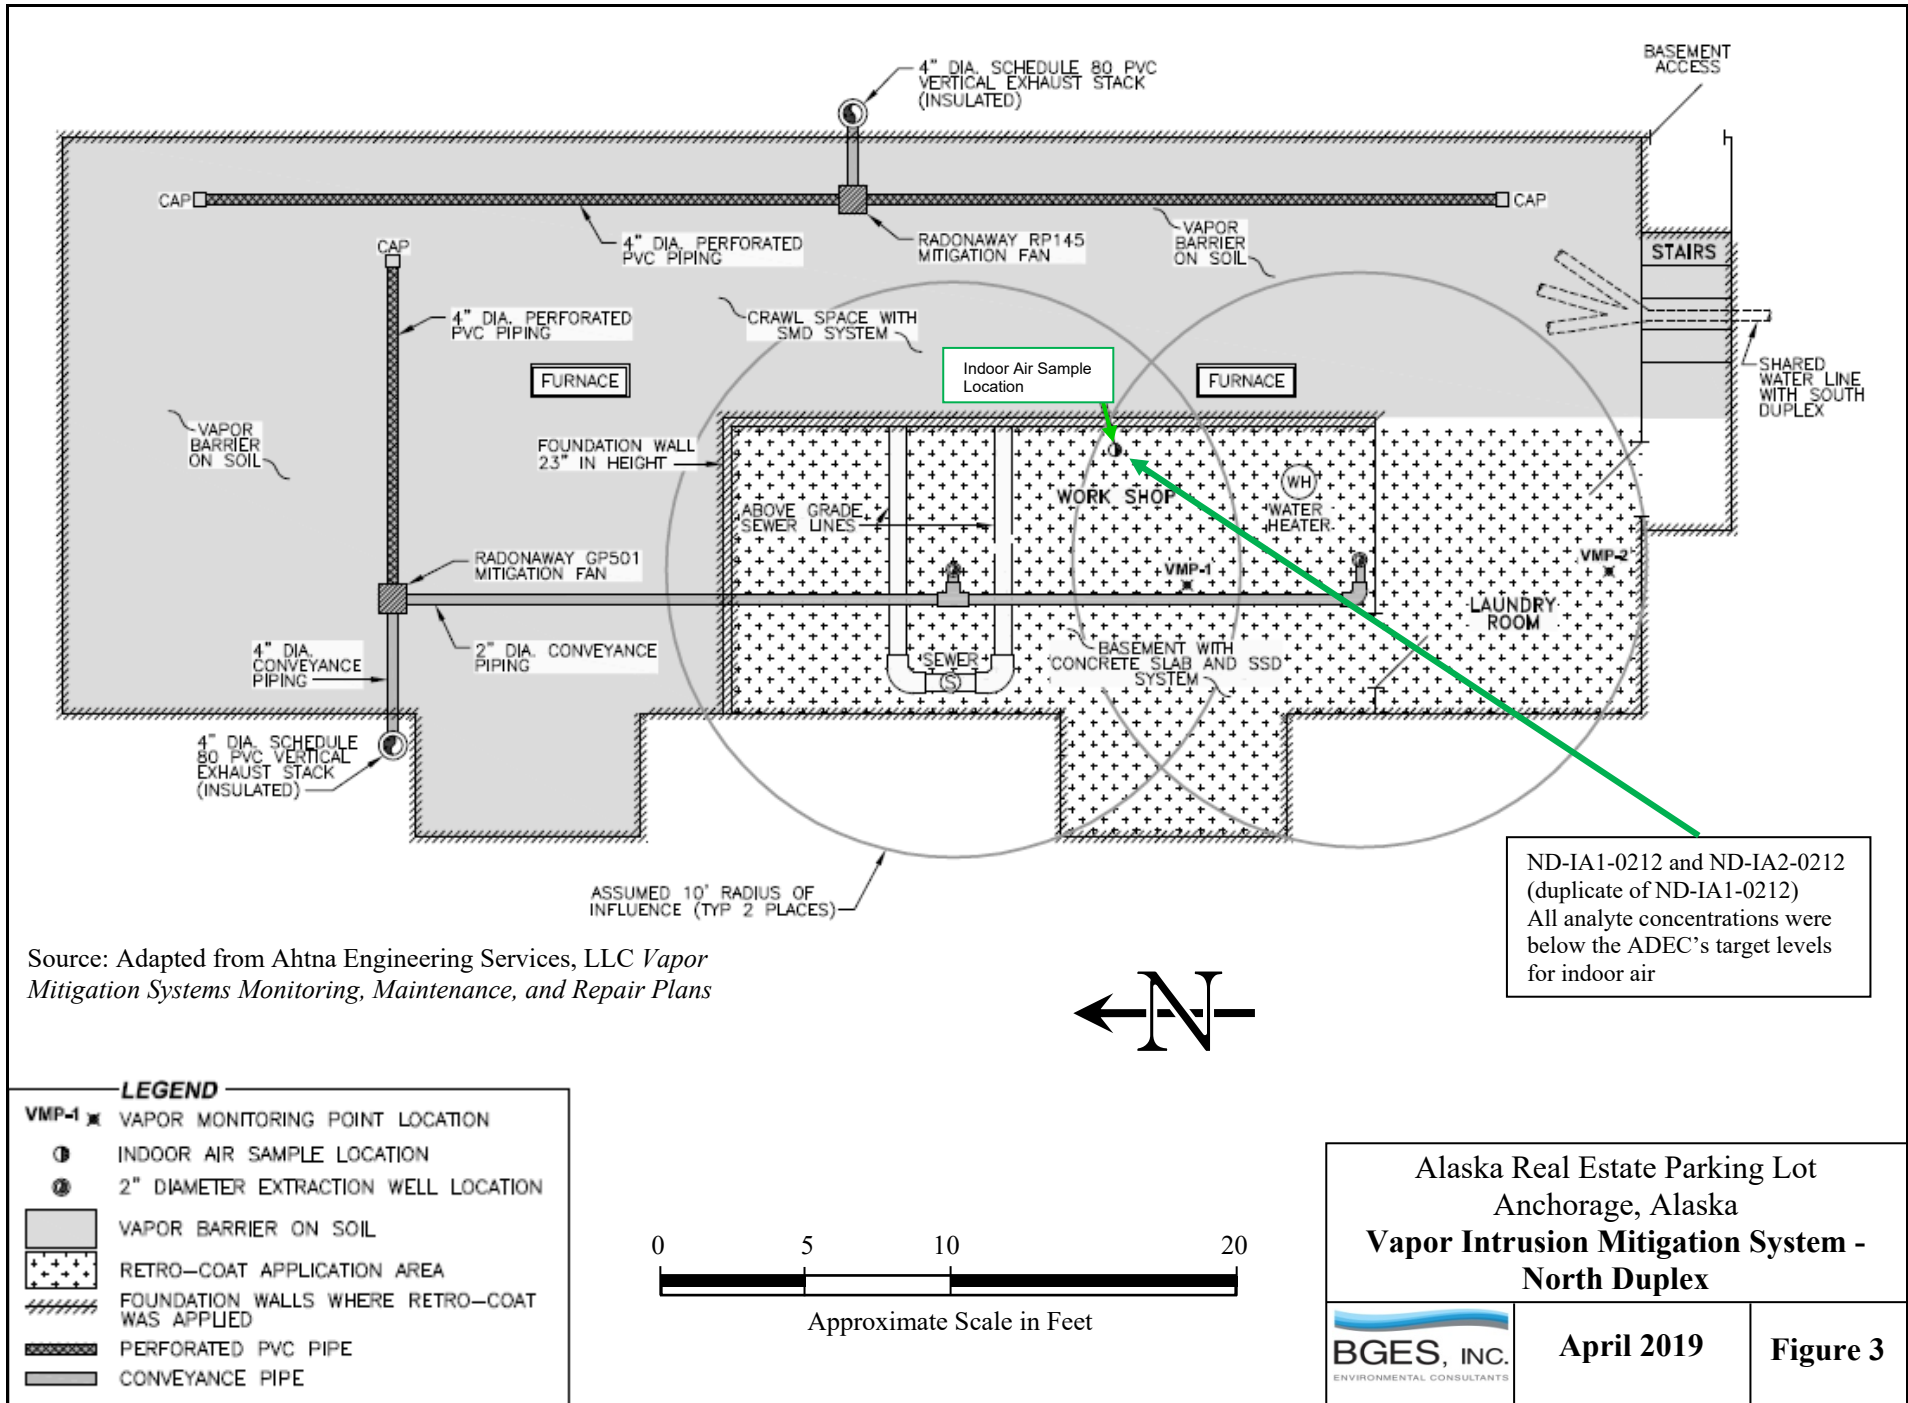 4" DIA. SCHEDULE 80 PVC
VERTICAL EXHAUST STACK
(INSULATED)
BASEMENT
ACCESS
CAP
CAP
4" DIA. PERFORATED
PVC PIPING
RADONAWAY RP145
MITIGATION FAN
VAPOR
BARRIER
ON SOIL
STAIRS
CAP
4" DIA. PERFORATED
PVC PIPING
CRAWL SPACE WITH
SMD SYSTEM
FURNACE
Indoor Air Sample
Location
FURNACE
SHARED
WATER LINE
WITH SOUTH
DUPLEX
VAPOR
BARRIER
ON SOIL
FOUNDATION WALL
23" IN HEIGHT
ABOVE GRADE
SEWER LINES
WORK SHOP
WH
WATER
HEATER
VMP-1
VMP-2
RADONAWAY GP501
MITIGATION FAN
LAUNDRY
ROOM
4" DIA.
CONVEYANCE
PIPING
2" DIA. CONVEYANCE
PIPING
SEWER
S
BASEMENT WITH
CONCRETE SLAB AND SSD
SYSTEM
4" DIA. SCHEDULE
80 PVC VERTICAL
EXHAUST STACK
(INSULATED)
ASSUMED 10' RADIUS OF
INFLUENCE (TYP 2 PLACES)
ND-IA1-0212 and ND-IA2-0212
(duplicate of ND-IA1-0212)
All analyte concentrations were
below the ADEC's target levels
for indoor air
Source: Adapted from Ahtna Engineering Services, LLC Vapor
Mitigation Systems Monitoring, Maintenance, and Repair Plans
N
LEGEND
VMP-1 VAPOR MONITORING POINT LOCATION
INDOOR AIR SAMPLE LOCATION
2" DIAMETER EXTRACTION WELL LOCATION
VAPOR BARRIER ON SOIL
RETRO-COAT APPLICATION AREA
FOUNDATION WALLS WHERE RETRO-COAT
WAS APPLIED
PERFORATED PVC PIPE
CONVEYANCE PIPE
0 5 10 20
Approximate Scale in Feet
Alaska Real Estate Parking Lot
Anchorage, Alaska
Vapor Intrusion Mitigation System -
North Duplex
BGES, INC.
ENVIRONMENTAL CONSULTANTS
April 2019
Figure 3